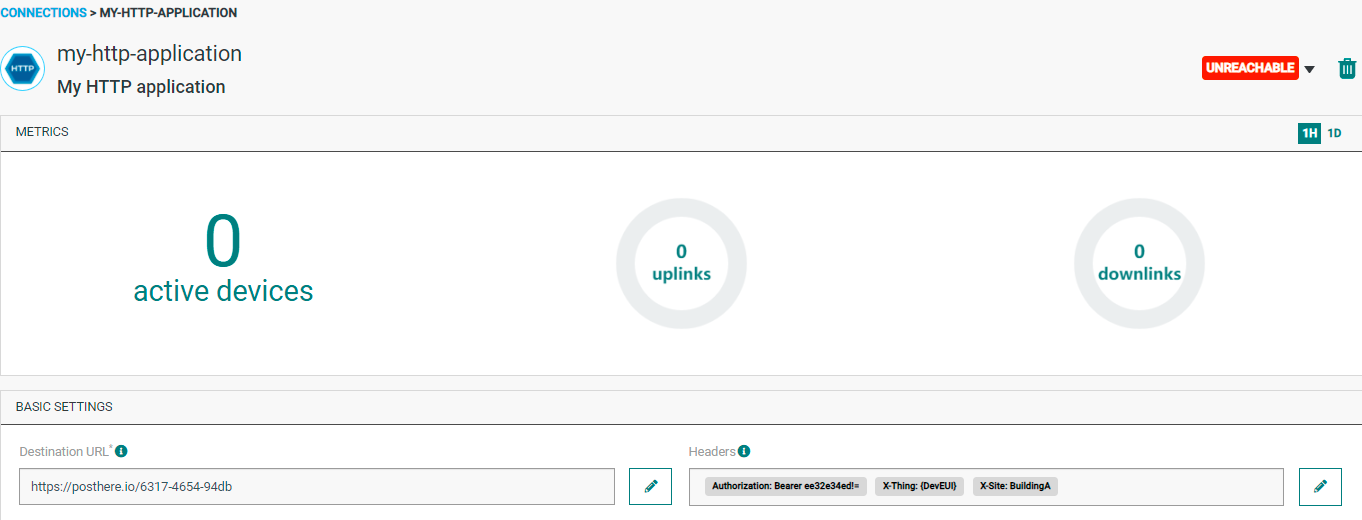 CONNECTIONS > MY-HTTP-APPLICATION
HTTP
my-http-application
My HTTP application
UNREACHABLE
METRICS
1H 1D
0
active devices
0
uplinks
0
downlinks
BASIC SETTINGS
Destination URL*
Headers
https://posthere.io/6317-4654-94db
Authorization: Bearer ee32e34ed!= X-Thing: {DevEUI} X-Site: BuildingA